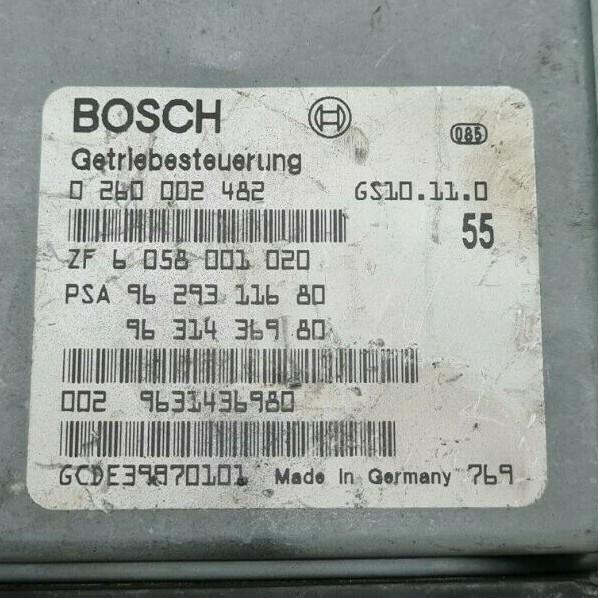 BOSCH
085
Getriebesteuerung
0 260 002 482 GS10.11.0
55
ZF 6 058 001 020
PSA 96 293 116 80
96 314 369 80
002 9631436980
GCDE39970101 Made in Germany 769